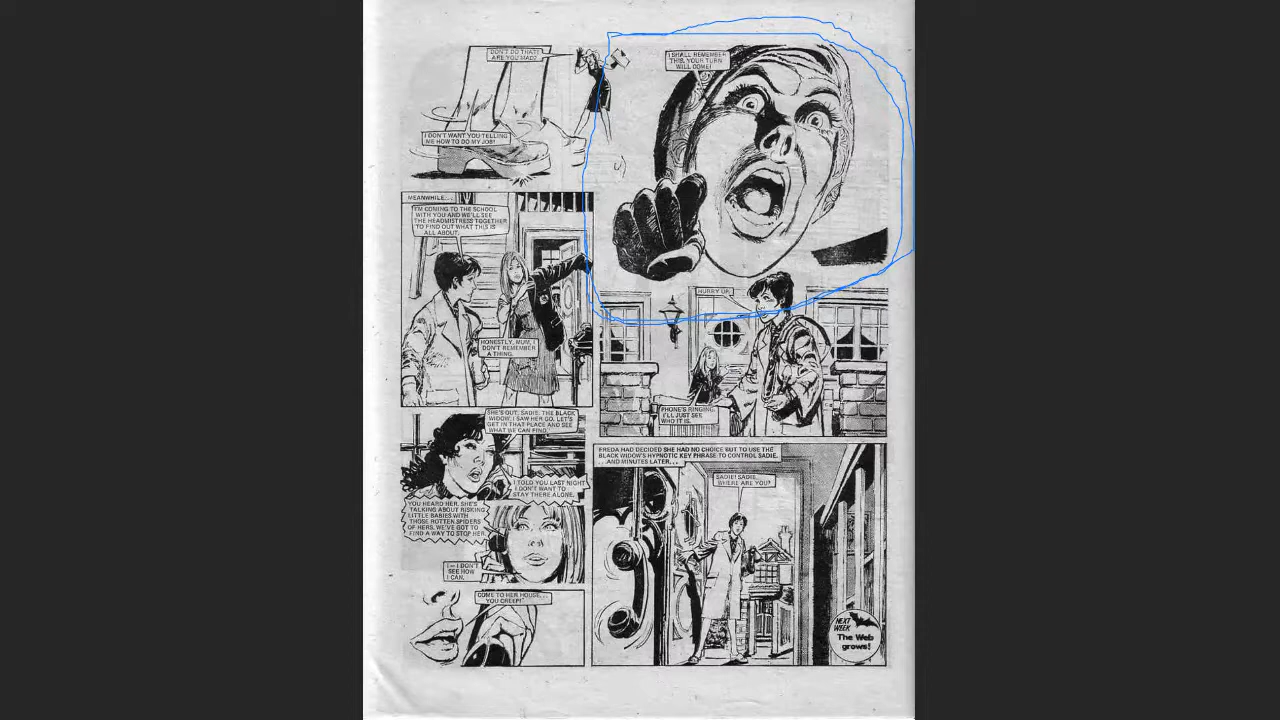 DON'T DO THAT!
ARE YOU MAD?
I DON'T WANT YOU TELLING
ME HOW TO DO MY JOB!
I SHALL REMEMBER
THIS. YOUR TURN
WILL COME!
MEANWHILE...
I'M COMING TO THE SCHOOL
WITH YOU AND WE'LL SEE
THE HEADMISTRESS TOGETHER
TO FIND OUT WHAT THIS IS
ALL ABOUT.
HONESTLY, MUM, I
DON'T REMEMBER
A THING.
HURRY UP,
PHONE'S RINGING.
I'LL JUST SEE
WHO IT IS.
SHE'S OUT, SADIE. THE BLACK
WIDOW. I SAW HER GO. LET'S
GET IN THAT PLACE AND SEE
WHAT WE CAN FIND.
I TOLD YOU LAST NIGHT
I DON'T WANT TO
STAY THERE ALONE.
YOU HEARD HER. SHE'S
TALKING ABOUT RISKING
LITTLE BABIES WITH
THOSE ROTTEN SPIDERS
OF HERS. WE'VE GOT TO
FIND A WAY TO STOP HER.
I — I DON'T
SEE HOW
I CAN.
COME TO HER HOUSE...
YOU CREEP!
FREDA HAD DECIDED SHE HAD NO CHOICE BUT TO USE THE
BLACK WIDOW'S HYPNOTIC KEY PHRASE TO CONTROL SADIE.
...AND MINUTES LATER...
SADIE! SADIE,
WHERE ARE YOU?
NEXT
WEEK
The Web
grows!